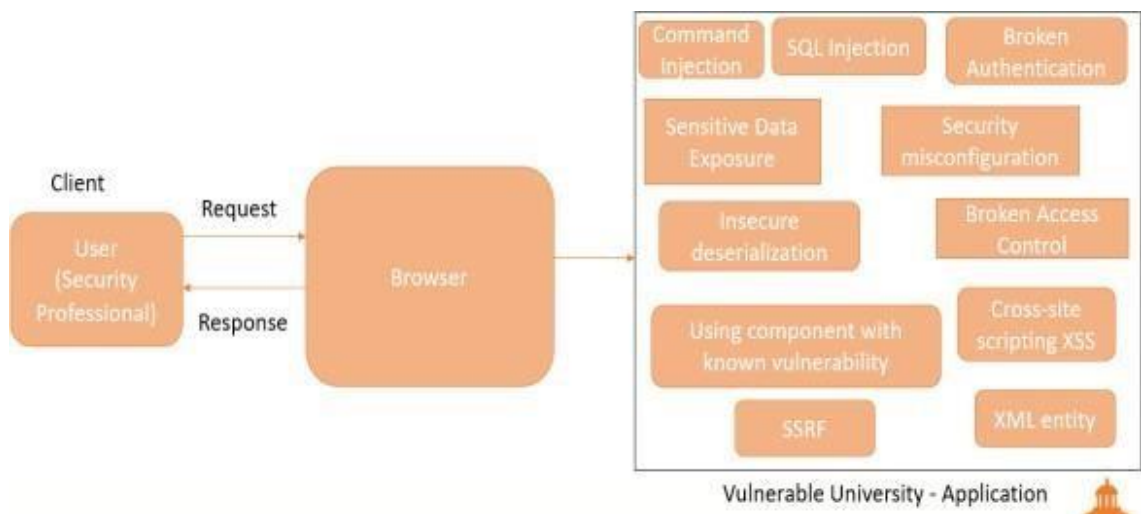 Client
User
(Security
Professional)
Request
Response
Browser
Command
Injection
SQL Injection
Broken
Authentication
Sensitive Data
Exposure
Security
misconfiguration
Insecure
deserialization
Broken Access
Control
Using component with
known vulnerability
Cross-site
scripting XSS
SSRF
XML entity
Vulnerable University - Application